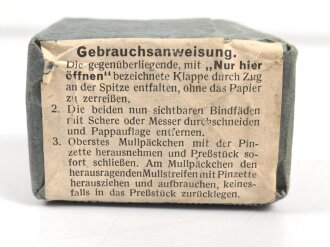 Gebrauchsanweisung.
1. Die gegenüberliegende, mit „Nur hier
öffnen" bezeichnete Klappe durch Zug
an der Spitze entfalten, ohne das Papier
zu zerreißen.
2. Die beiden nun sichtbaren Bindfäden
mit Schere oder Messer durchschneiden
und Pappauflage entfernen.
3. Oberstes Mullpäckchen mit der Pin-
zette herausnehmen und Preßstück so-
fort schließen. Am Mullpäckchen den
herausragenden Mullstreifen mit Pinzette
herausziehen und aufbrauchen, keines-
falls in das Preßstück zurücklegen.